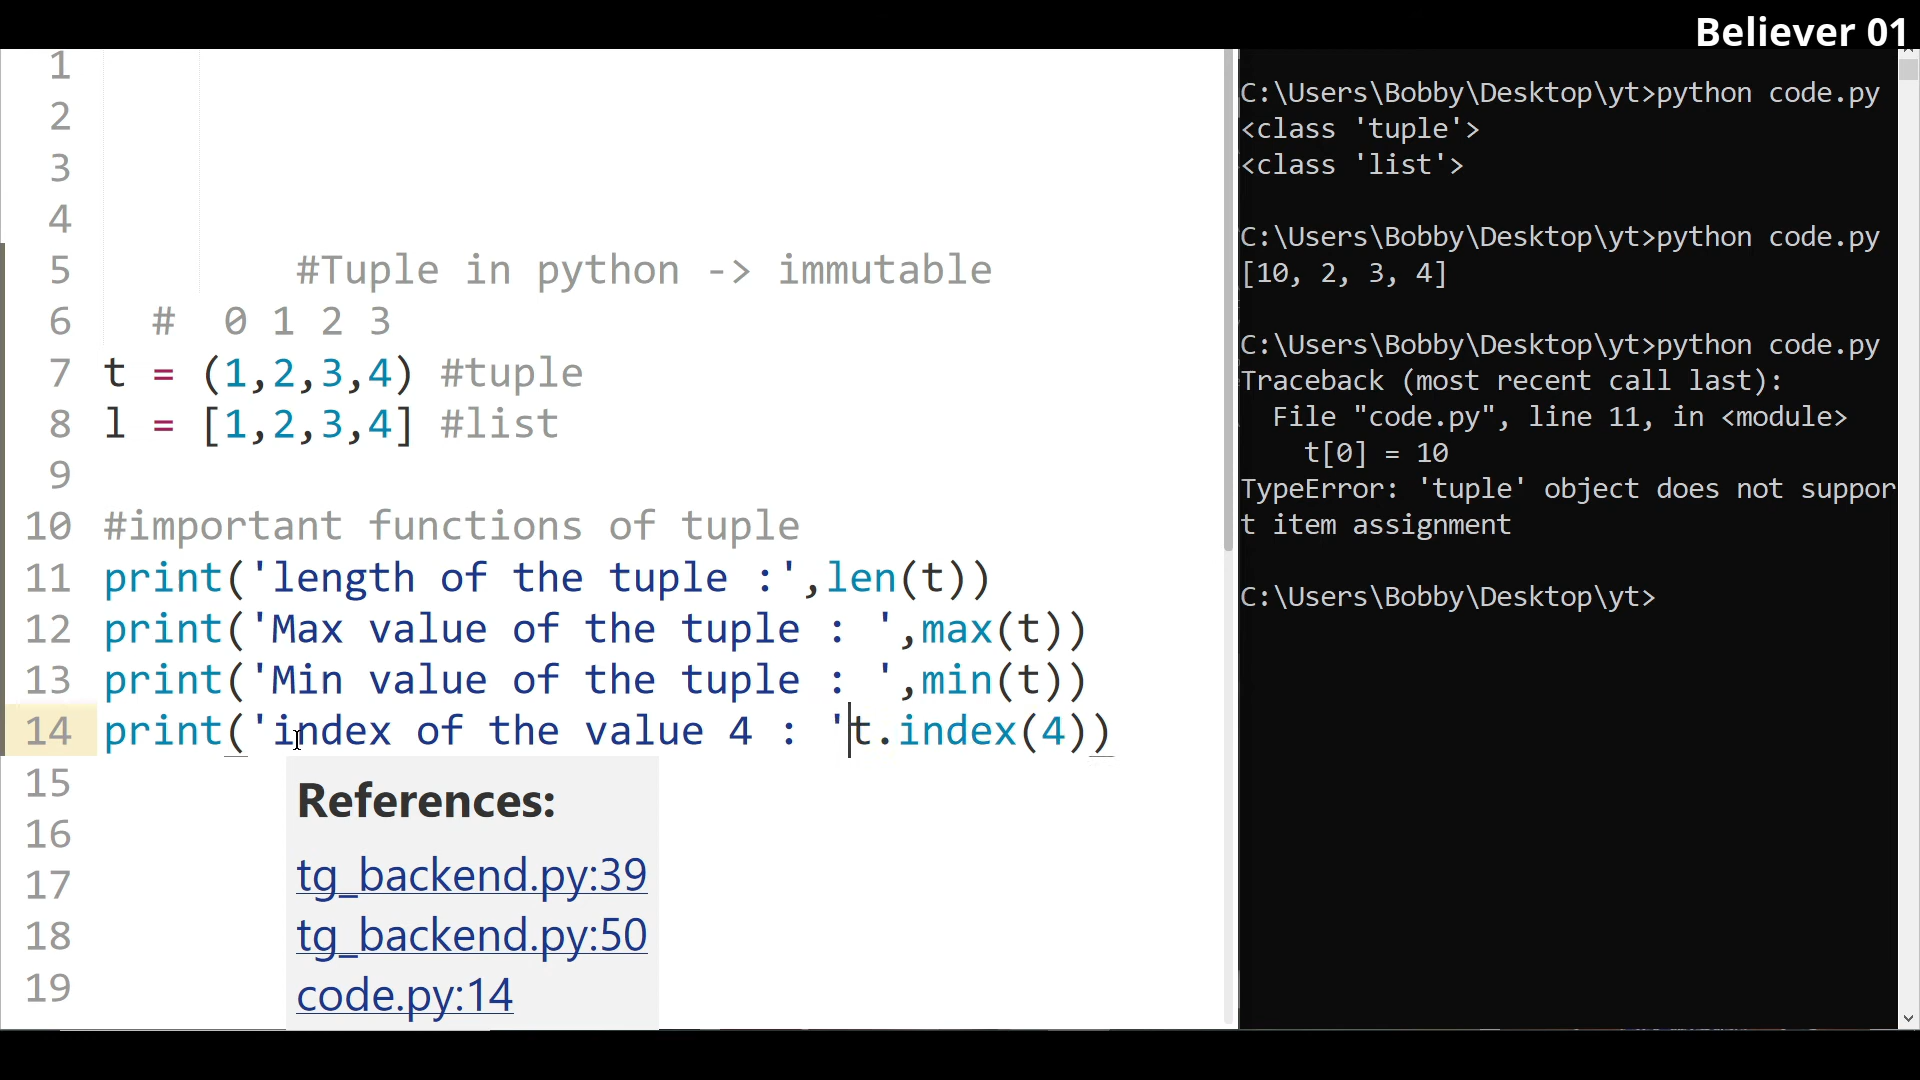 Believer 01
1
2
3
4
5 #Tuple in python -> immutable
6 # 0 1 2 3
7 t = (1,2,3,4) #tuple
8 l = [1,2,3,4] #list
9
10 #important functions of tuple
11 print('length of the tuple :',len(t))
12 print('Max value of the tuple : ',max(t))
13 print('Min value of the tuple : ',min(t))
14 print('index of the value 4 : 't.index(4))
15
16
17
18
19
References:
tg_backend.py:39
tg_backend.py:50
code.py:14
C:\Users\Bobby\Desktop\yt>python code.py
<class 'tuple'>
<class 'list'>
C:\Users\Bobby\Desktop\yt>python code.py
[10, 2, 3, 4]
C:\Users\Bobby\Desktop\yt>python code.py
Traceback (most recent call last):
File "code.py", line 11, in <module>
t[0] = 10
TypeError: 'tuple' object does not suppor
t item assignment
C:\Users\Bobby\Desktop\yt>